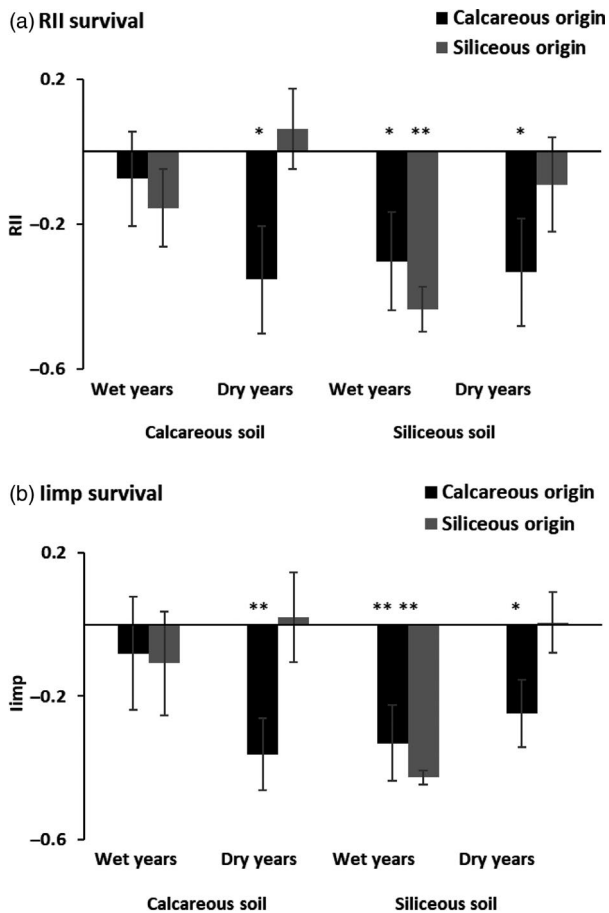 (a) RII survival
Calcareous origin
Siliceous origin
0.2
* * ** *
RII
−0.2
−0.6
Wet years Dry years Wet years Dry years
Calcareous soil Siliceous soil
(b) Iimp survival
Calcareous origin
Siliceous origin
0.2
** ** ** *
Iimp
−0.2
−0.6
Wet years Dry years Wet years Dry years
Calcareous soil Siliceous soil